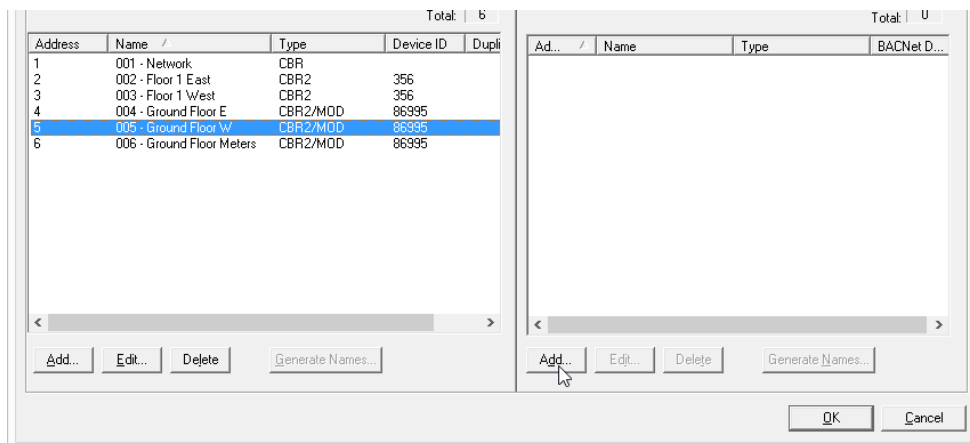 Total: 6
Total: 0
Address Name Type Device ID Dupli
Ad... Name Type BACNet D...
1 001 - Network CBR
2 002 - Floor 1 East CBR2 356
3 003 - Floor 1 West CBR2 356
4 004 - Ground Floor E CBR2/MOD 86995
5 005 - Ground Floor W CBR2/MOD 86995
6 006 - Ground Floor Meters CBR2/MOD 86995
Add... Edit... Delete Generate Names...
Add... Edit... Delete Generate Names...
OK Cancel